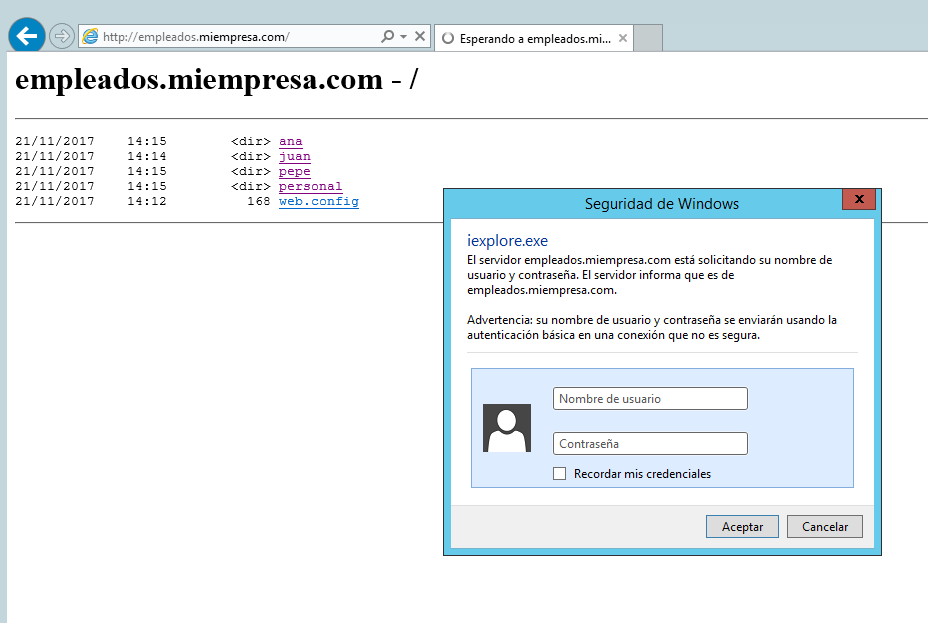 http://empleados.miempresa.com/
Esperando a empleados.mi...
empleados.miempresa.com - /
21/11/2017 14:15 <dir> ana
21/11/2017 14:14 <dir> juan
21/11/2017 14:15 <dir> pepe
21/11/2017 14:15 <dir> personal
21/11/2017 14:12 168 web.config
Seguridad de Windows
x
iexplore.exe
El servidor empleados.miempresa.com está solicitando su nombre de
usuario y contraseña. El servidor informa que es de
empleados.miempresa.com.
Advertencia: su nombre de usuario y contraseña se enviarán usando la
autenticación básica en una conexión que no es segura.
Nombre de usuario
Contraseña
Recordar mis credenciales
Aceptar Cancelar